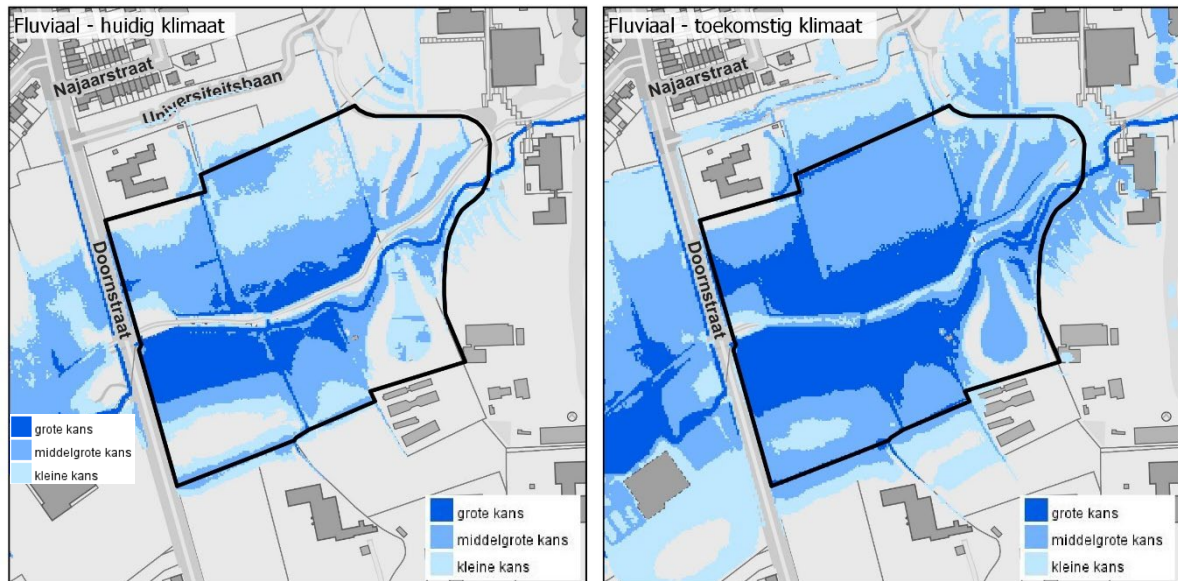 Fluviaal - huidig klimaat
Najaarstraat
Universiteitsbaan
Doornstraat
grote kans
middelgrote kans
kleine kans
grote kans
middelgrote kans
kleine kans
Fluviaal - toekomstig klimaat
Najaarstraat
Doornstraat
grote kans
middelgrote kans
kleine kans